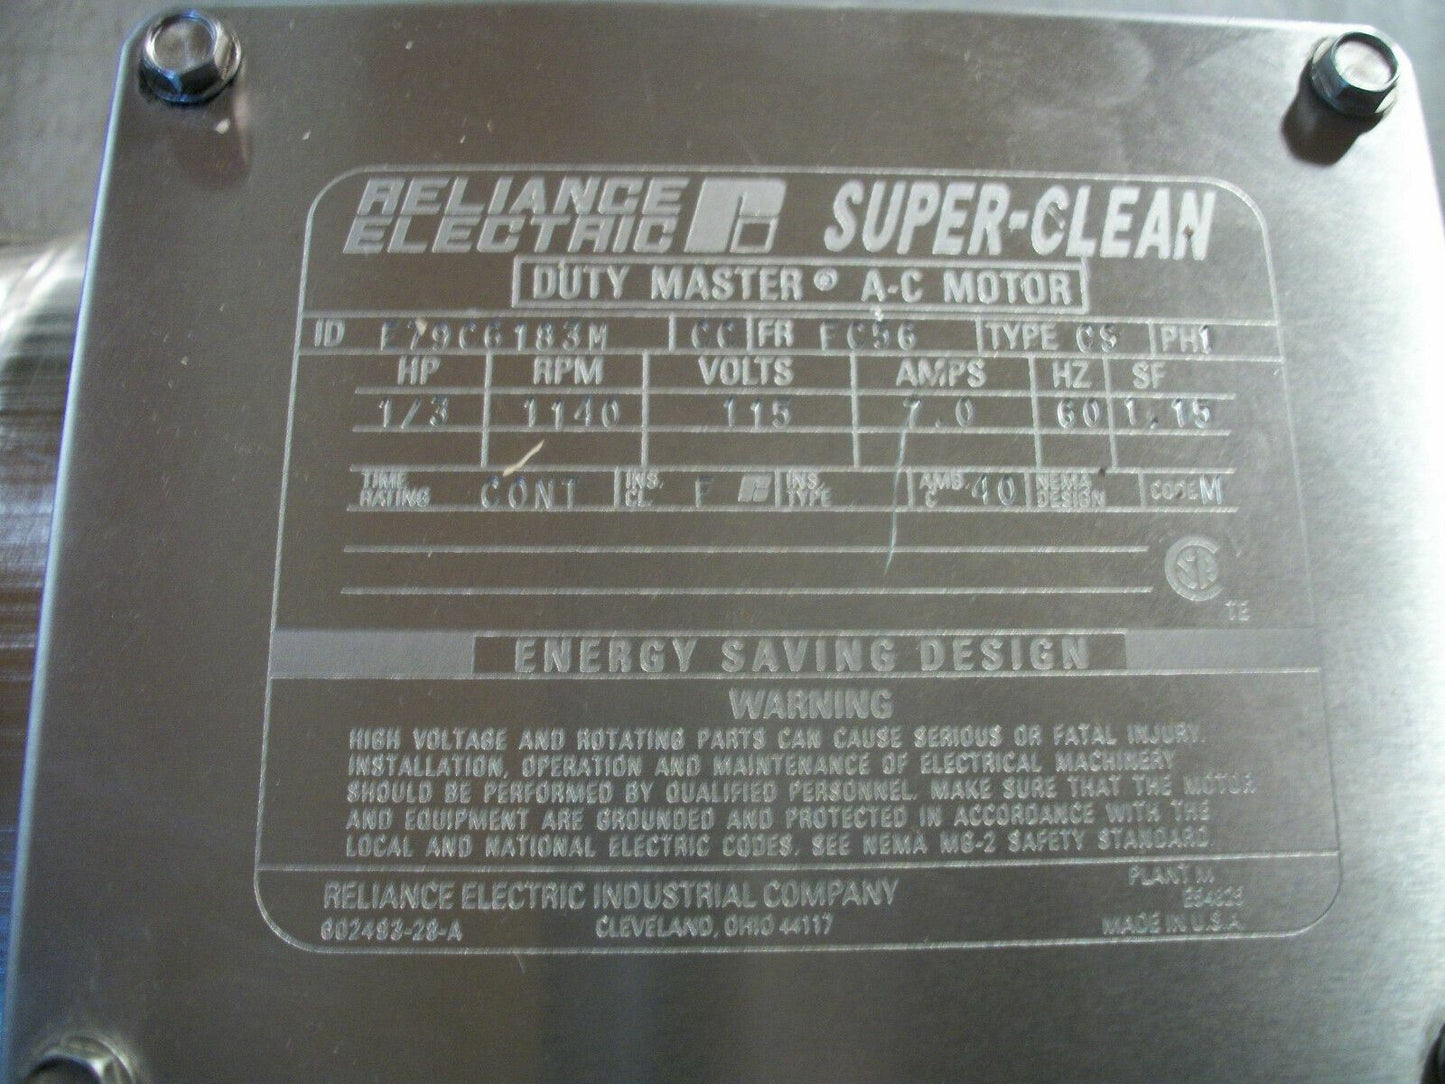 RELIANCE
ELECTRIC
SUPER-CLEAN
DUTY MASTER ® A-C MOTOR
ID E79C6183M CC FR FC56 TYPE CS PH1
HP RPM VOLTS AMPS HZ SF
1/3 1140 115 7.0 60 1.15
TIME RATING CONT INS. CL. F INS. TYPE AMB. C 40 NEMA DESIGN CODE M
SA
TE
ENERGY SAVING DESIGN
WARNING
HIGH VOLTAGE AND ROTATING PARTS CAN CAUSE SERIOUS OR FATAL INJURY.
INSTALLATION, OPERATION AND MAINTENANCE OF ELECTRICAL MACHINERY
SHOULD BE PERFORMED BY QUALIFIED PERSONNEL. MAKE SURE THAT THE MOTOR
AND EQUIPMENT ARE GROUNDED AND PROTECTED IN ACCORDANCE WITH THE
LOCAL AND NATIONAL ELECTRIC CODES. SEE NEMA MG-2 SAFETY STANDARD.
RELIANCE ELECTRIC INDUSTRIAL COMPANY
PLANT M
602493-28-A CLEVELAND, OHIO 44117 MADE IN U.S.A.